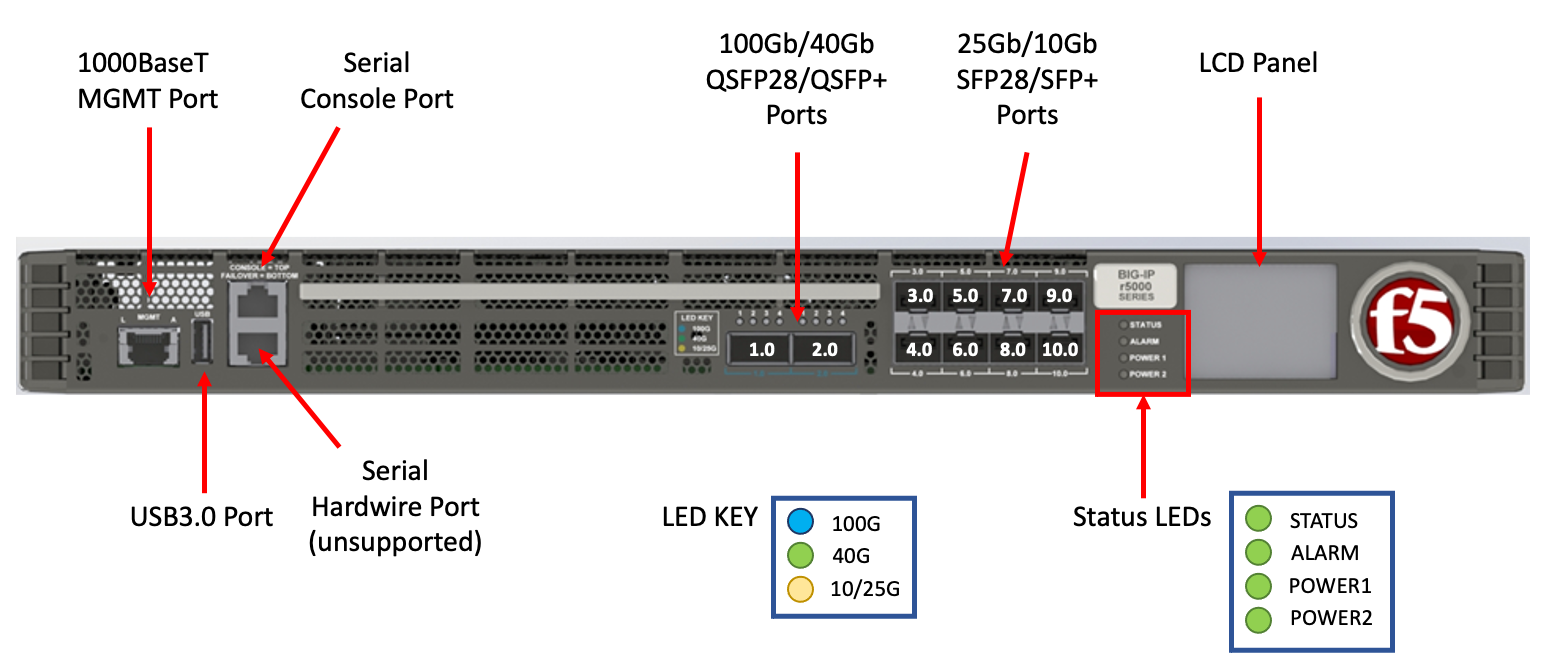 1000BaseT
MGMT Port
Serial
Console Port
100Gb/40Gb
QSFP28/QSFP+
Ports
25Gb/10Gb
SFP28/SFP+
Ports
LCD Panel
CONSOLE = TOP
FAILOVER = BOTTOM
L MGMT A
USB
LED KEY
100G
40G
10/25G
1 2 3 4 1 2 3 4
1.0 2.0
1.0 2.0
3.0 5.0 7.0 9.0
3.0 5.0 7.0 9.0
4.0 6.0 8.0 10.0
4.0 6.0 8.0 10.0
BIG-IP
r5000
SERIES
STATUS
ALARM
POWER 1
POWER 2
f5
USB3.0 Port
Serial
Hardwire Port
(unsupported)
LED KEY
100G
40G
10/25G
Status LEDs
STATUS
ALARM
POWER1
POWER2